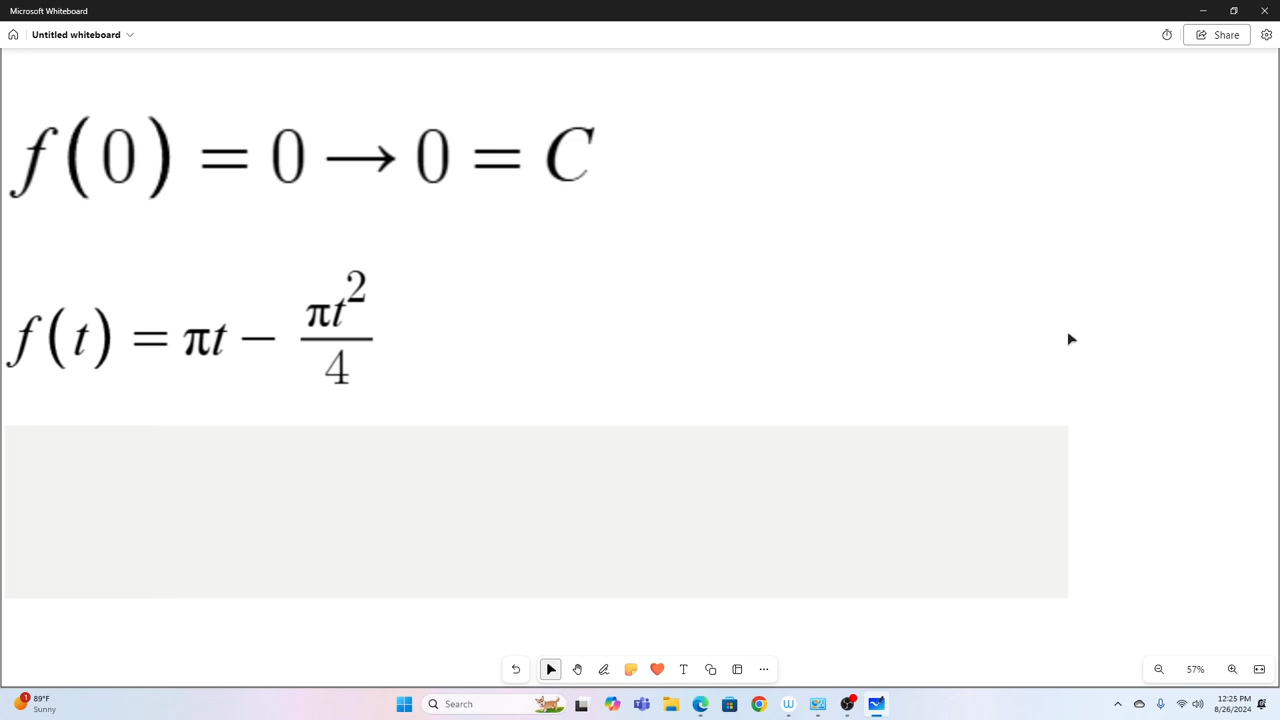 Microsoft Whiteboard
Untitled whiteboard
Share
f(0) = 0 → 0 = C
f(t) = πt − πt²/4
57%
1
89°F
Sunny
Search
12:25 PM
8/26/2024